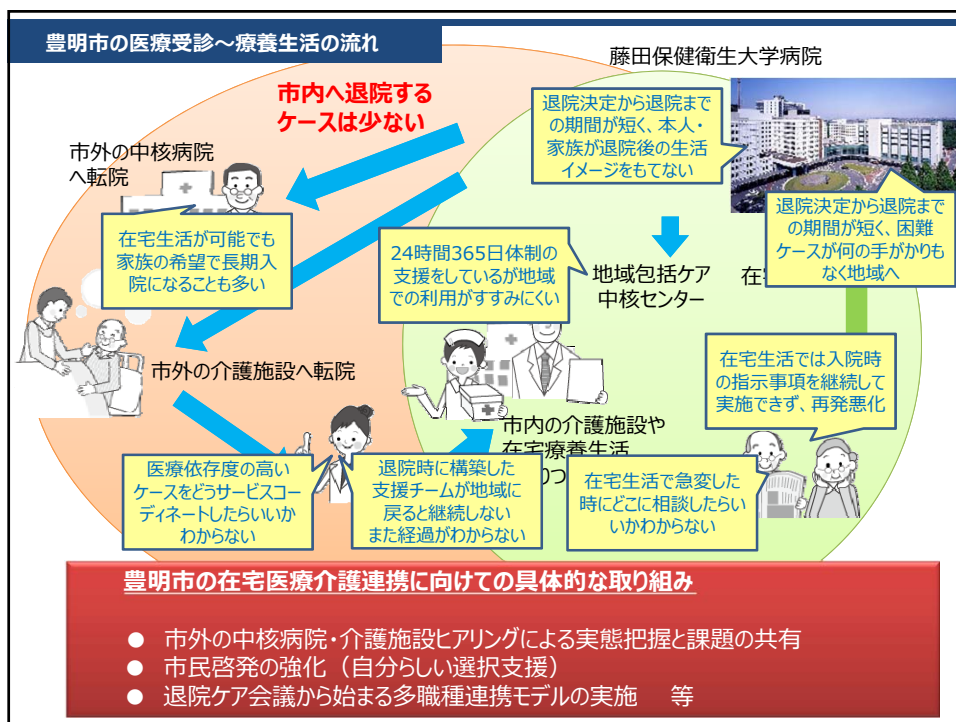 豊明市の医療受診～療養生活の流れ
藤田保健衛生大学病院
市内へ退院する
ケースは少ない
退院決定から退院まで
の期間が短く、本人・
家族が退院後の生活
イメージをもてない
市外の中核病院
へ転院
退院決定から退院まで
の期間が短く、困難
ケースが何の手がかりも
なく地域へ
在宅生活が可能でも
家族の希望で長期入
院になることも多い
24時間365日体制の
支援をしているが地域
での利用がすすみにくい
地域包括ケア
中核センター
在
市外の介護施設へ転院
在宅生活では入院時
の指示事項を継続して
実施できず、再発悪化
市内の介護施設や
在宅療養生活
りつ
医療依存度の高い
ケースをどうサービスコー
ディネートしたらいいか
わからない
退院時に構築した
支援チームが地域に
戻ると継続しない
また経過がわからない
在宅生活で急変した
時にどこに相談したらい
いかわからない
豊明市の在宅医療介護連携に向けての具体的な取り組み
● 市外の中核病院・介護施設ヒアリングによる実態把握と課題の共有
● 市民啓発の強化（自分らしい選択支援）
● 退院ケア会議から始まる多職種連携モデルの実施　等